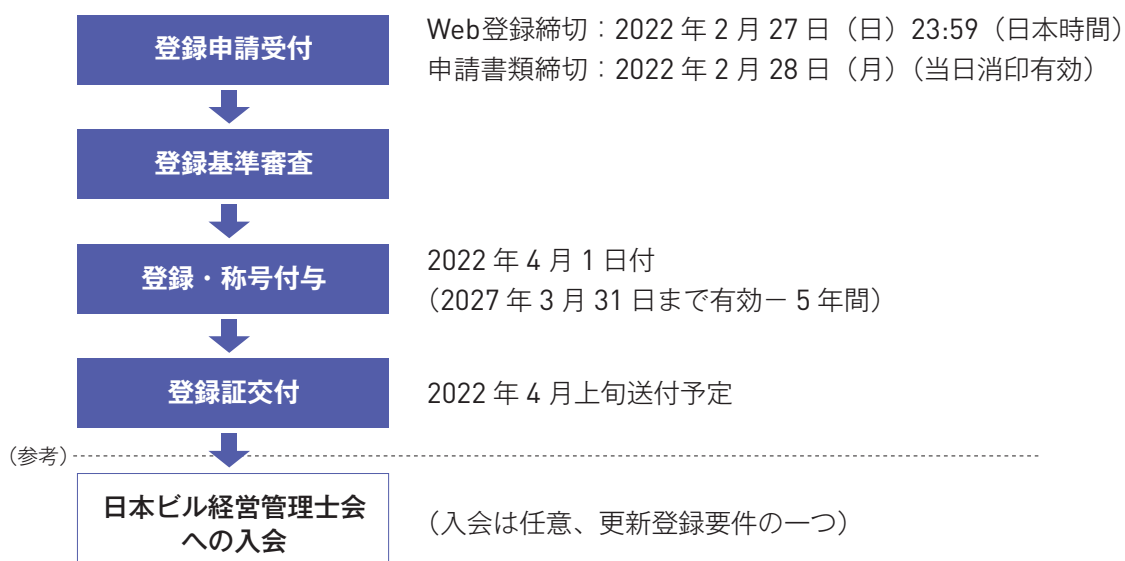 登録申請受付
Web登録締切：2022 年 2 月 27 日（日）23:59（日本時間）
申請書類締切：2022 年 2 月 28 日（月）（当日消印有効）
登録基準審査
登録・称号付与
2022 年 4 月 1 日付
（2027 年 3 月 31 日まで有効－ 5 年間）
登録証交付
2022 年 4 月上旬送付予定
（参考）
日本ビル経営管理士会
への入会
（入会は任意、更新登録要件の一つ）